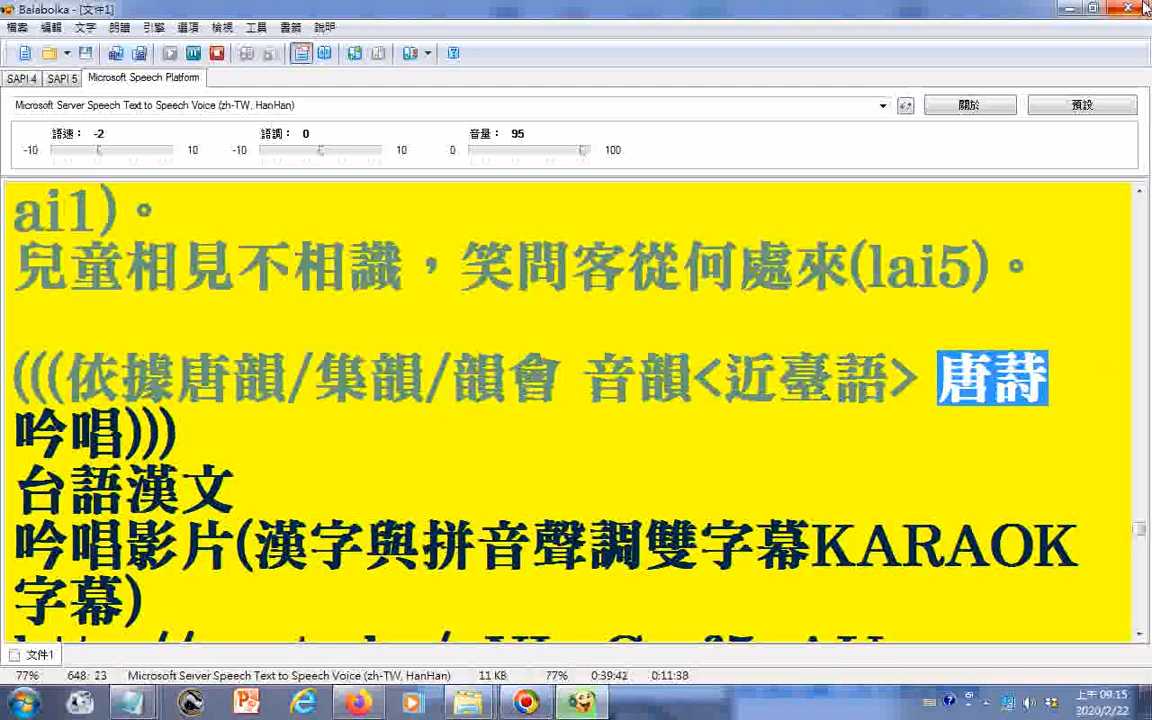 Balabolka - [文件1]
檔案 編輯 文字 朗讀 引擎 選項 檢視 工具 書籤 說明
SAPI 4 SAPI 5 Microsoft Speech Platform
Microsoft Server Speech Text to Speech Voice (zh-TW, HanHan) 關於 預設
語速： -2 語調： 0 音量： 95
-10 10 -10 10 0 100
ai1)。
兒童相見不相識，笑問客從何處來(lai5)。
(((依據唐韻/集韻/韻會 音韻<近臺語> 唐詩
吟唱)))
台語漢文
吟唱影片(漢字與拼音聲調雙字幕KARAOK
字幕)
文件1
77% 648: 23 Microsoft Server Speech Text to Speech Voice (zh-TW, HanHan) 11 KB 77% 0:39:42 0:11:38
上午 09:15
2020/2/22